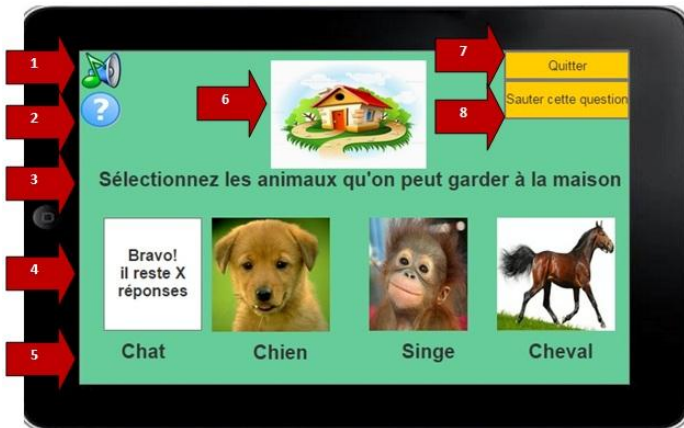 1
7
Quitter
2
?
6
8
Sauter cette question
3
Sélectionnez les animaux qu'on peut garder à la maison
4
Bravo!
il reste X
réponses
5
Chat Chien Singe Cheval